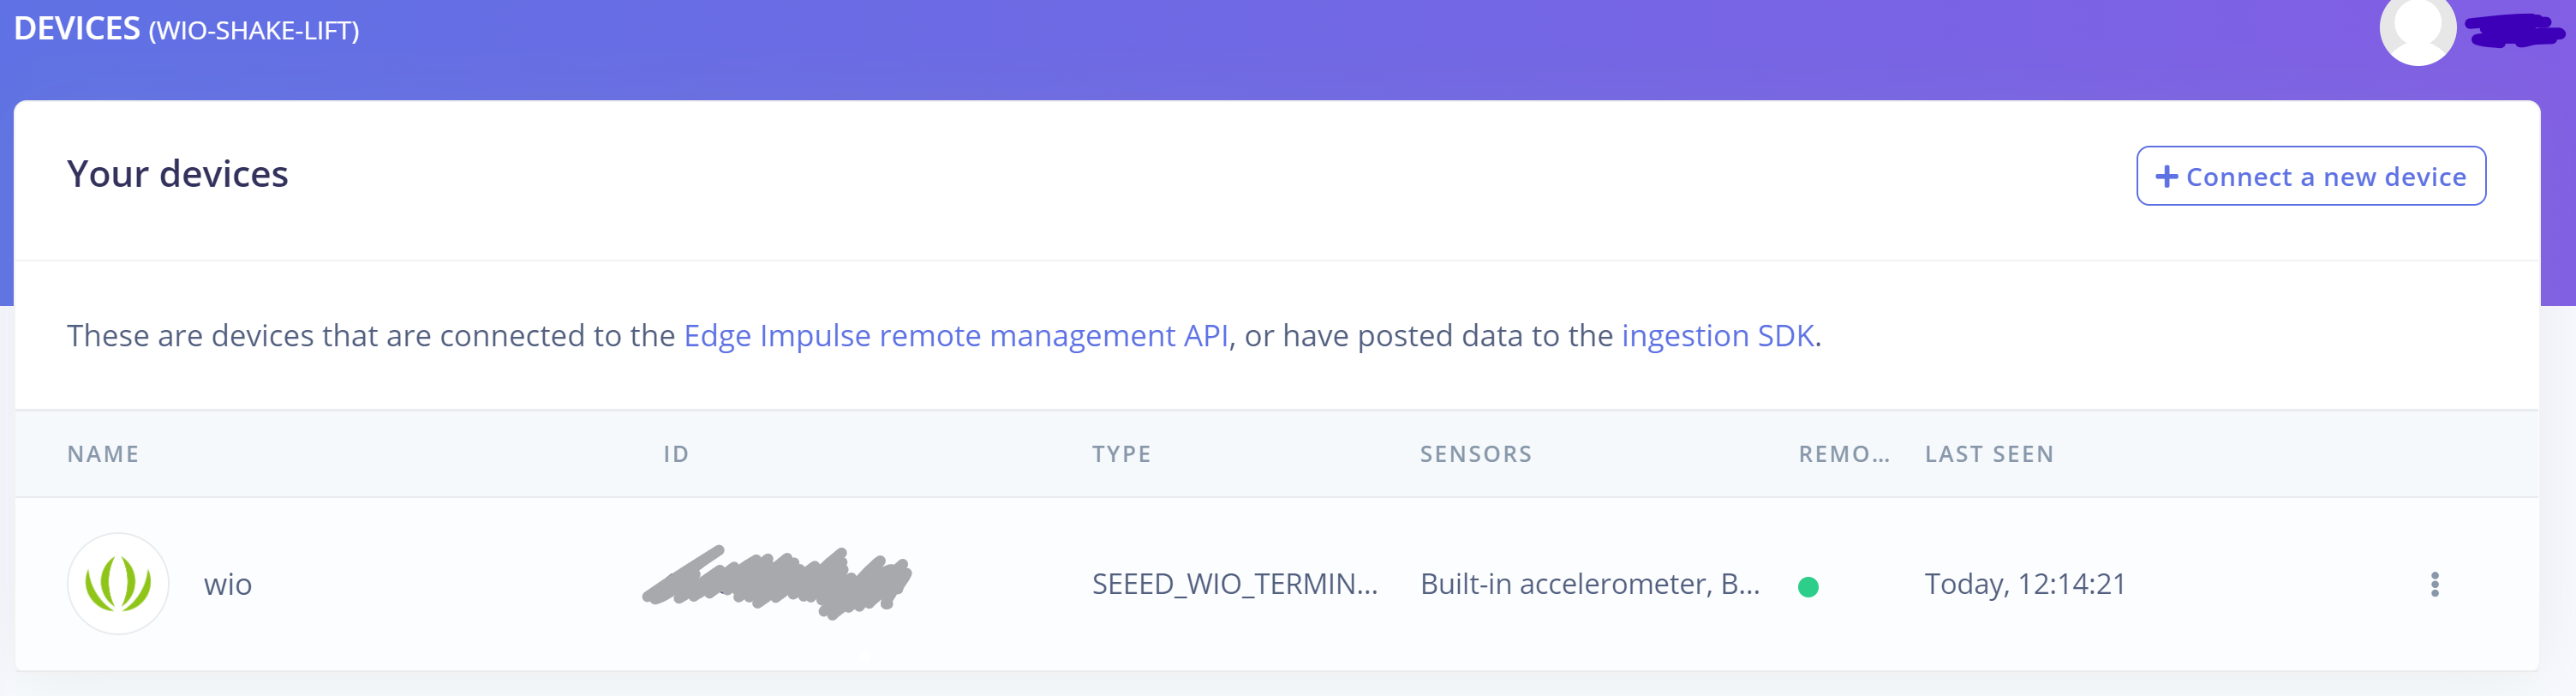 DEVICES (WIO-SHAKE-LIFT)
Your devices
+ Connect a new device
These are devices that are connected to the Edge Impulse remote management API, or have posted data to the ingestion SDK.
NAME ID TYPE SENSORS REMO... LAST SEEN
wio SEEED_WIO_TERMIN... Built-in accelerometer, B... Today, 12:14:21